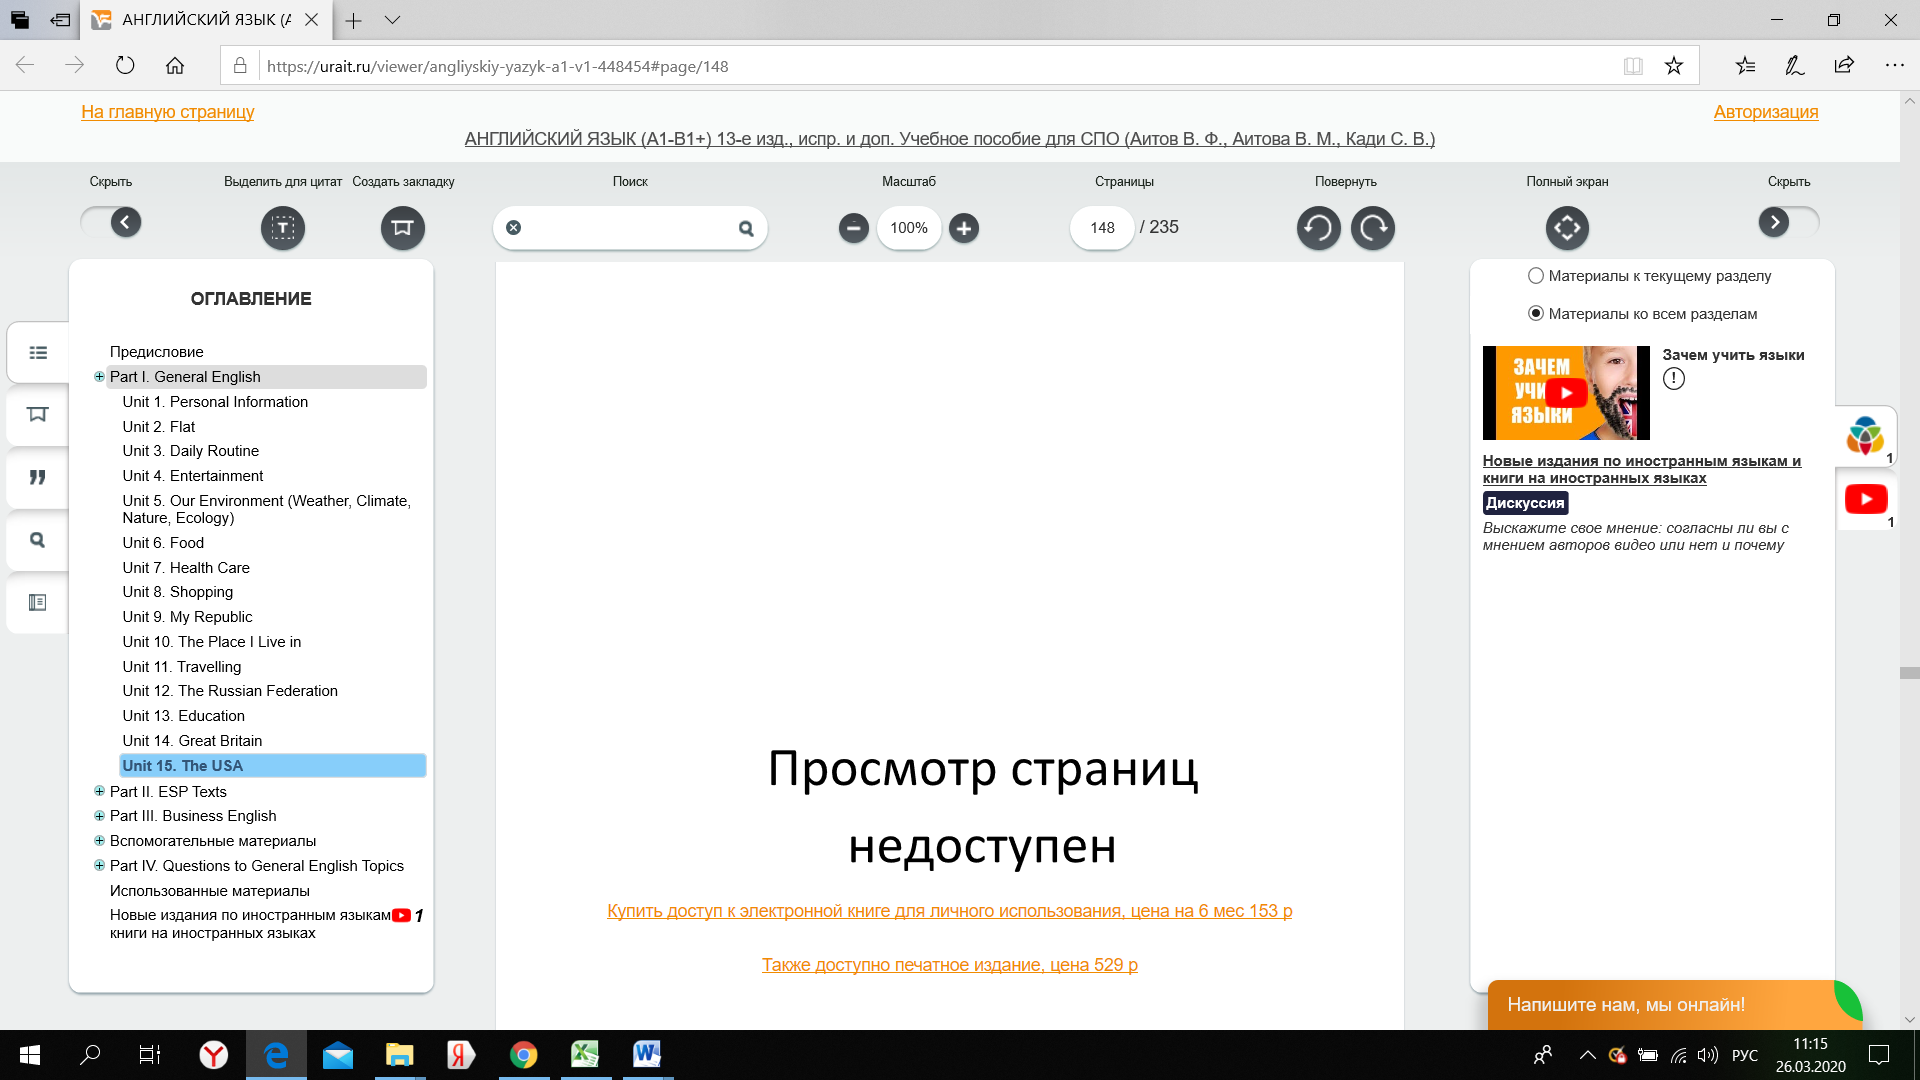 АНГЛИЙСКИЙ ЯЗЫК (А
https://urait.ru/viewer/angliyskiy-yazyk-a1-v1-448454#page/148
На главную страницу
Авторизация
АНГЛИЙСКИЙ ЯЗЫК (A1-B1+) 13-е изд., испр. и доп. Учебное пособие для СПО (Аитов В. Ф., Аитова В. М., Кади С. В.)
Скрыть
Выделить для цитат
Создать закладку
Поиск
Масштаб
Страницы
Повернуть
Полный экран
Скрыть
100%
148 / 235
ОГЛАВЛЕНИЕ
Предисловие
Part I. General English
Unit 1. Personal Information
Unit 2. Flat
Unit 3. Daily Routine
Unit 4. Entertainment
Unit 5. Our Environment (Weather, Climate,
Nature, Ecology)
Unit 6. Food
Unit 7. Health Care
Unit 8. Shopping
Unit 9. My Republic
Unit 10. The Place I Live in
Unit 11. Travelling
Unit 12. The Russian Federation
Unit 13. Education
Unit 14. Great Britain
Unit 15. The USA
Part II. ESP Texts
Part III. Business English
Вспомогательные материалы
Part IV. Questions to General English Topics
Использованные материалы
Новые издания по иностранным языкам 1
книги на иностранных языках
Просмотр страниц
недоступен
Купить доступ к электронной книге для личного использования, цена на 6 мес 153 р
Также доступно печатное издание, цена 529 р
Материалы к текущему разделу
Материалы ко всем разделам
ЗАЧЕМ
УЧИ
ЯЗЫКИ
Зачем учить языки
!
Новые издания по иностранным языкам и
книги на иностранных языках
Дискуссия
Выскажите свое мнение: согласны ли вы с
мнением авторов видео или нет и почему
1
1
Напишите нам, мы онлайн!
РУС
11:15
26.03.2020